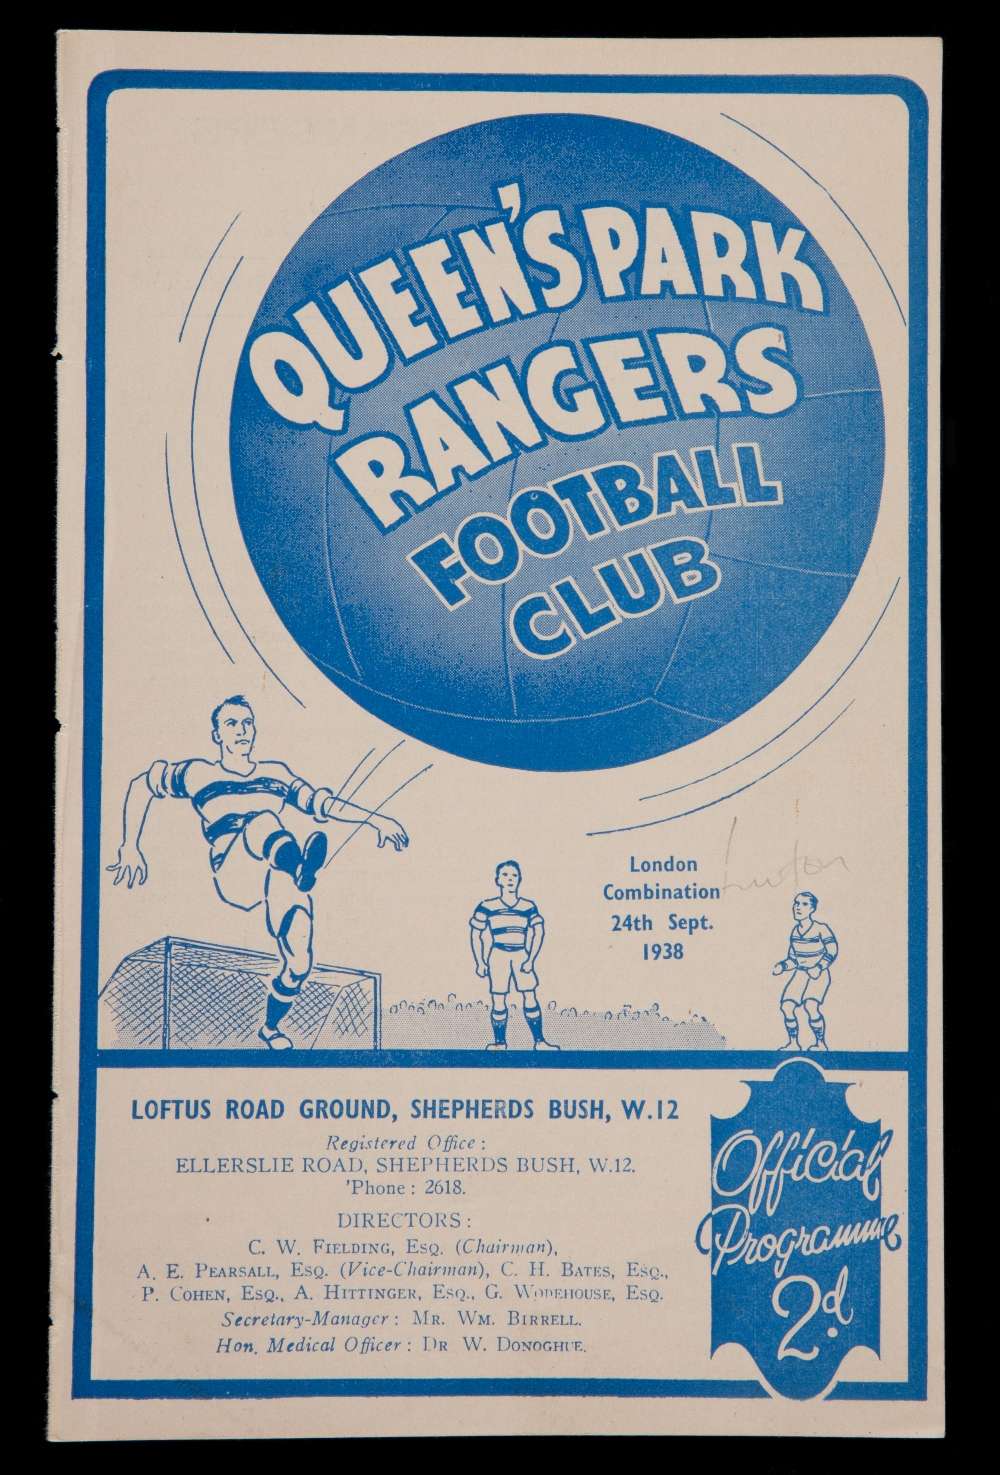 QUEEN'S PARK
RANGERS
FOOTBALL
CLUB
London
Combination
24th Sept.
1938
Luton
LOFTUS ROAD GROUND, SHEPHERDS BUSH, W.12
Registered Office :
ELLERSLIE ROAD, SHEPHERDS BUSH, W.12.
'Phone : 2618.
DIRECTORS :
C. W. FIELDING, ESQ. (Chairman),
A. E. PEARSALL, ESQ. (Vice-Chairman), C. H. BATES, ESQ.,
P. COHEN, ESQ., A. HITTINGER, ESQ., G. WODEHOUSE, ESQ.
Secretary-Manager : MR. WM. BIRRELL.
Hon. Medical Officer : DR W. DONOGHUE.
Official
Programme
2d.